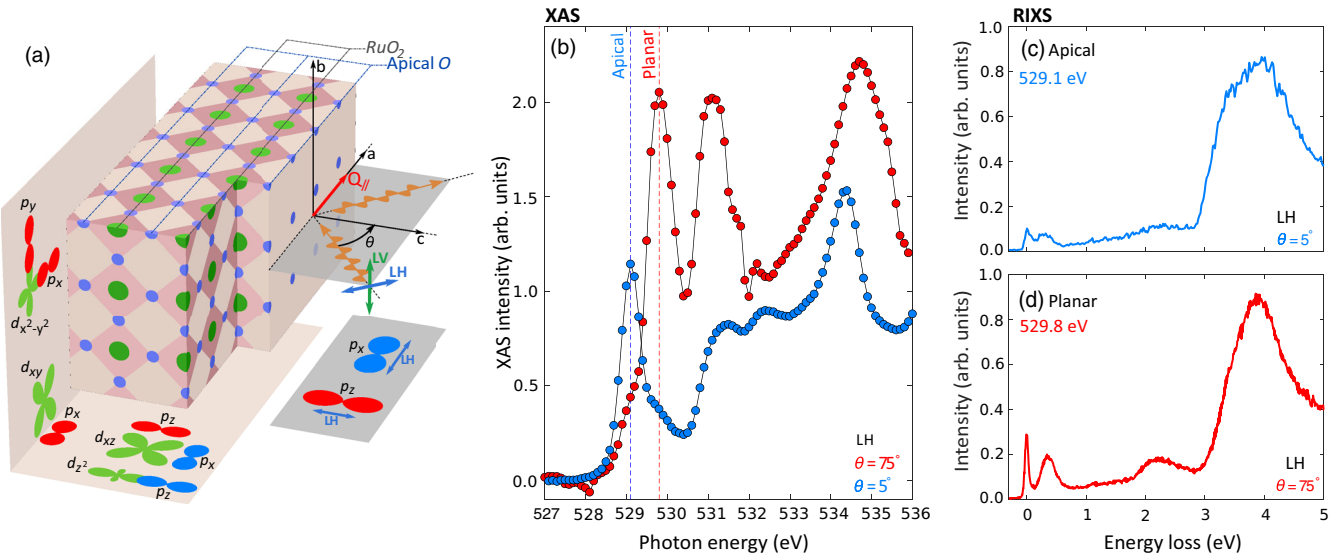 (a)
RuO2
Apical O
b
a
Q//
c
θ
LV
LH
py
px
dx2-y2
dxy
px
pz
dxz
px
dz2
pz
px
LH
pz
LH
XAS
(b)
Apical
Planar
XAS intensity (arb. units)
2.0
1.5
1.0
0.5
0.0
LH
θ = 75°
θ = 5°
527 528 529 530 531 532 533 534 535 536
Photon energy (eV)
RIXS
(c) Apical
529.1 eV
Intensity (arb. units)
1.0
0.8
0.4
0.2
0.0
LH
θ = 5°
(d) Planar
529.8 eV
Intensity (arb. units)
1.0
0.8
0.4
0.2
0.0
LH
θ = 75°
0 1 2 3 4 5
Energy loss (eV)